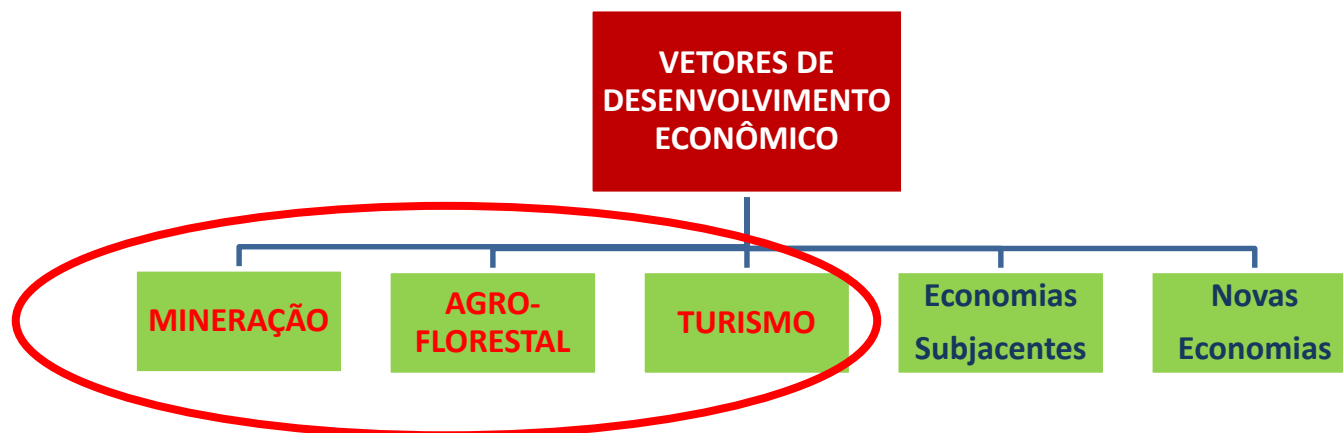 VETORES DE
DESENVOLVIMENTO
ECONÔMICO
MINERAÇÃO
AGRO-
FLORESTAL
TURISMO
Economias
Subjacentes
Novas
Economias